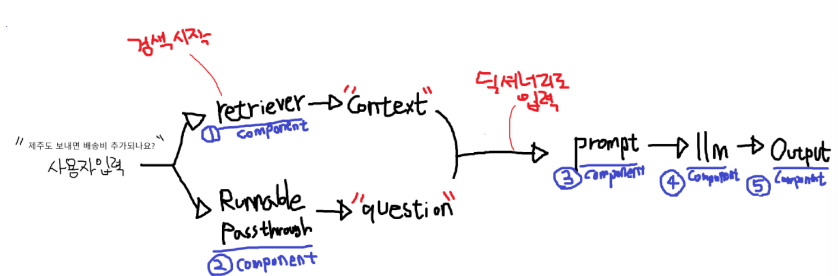 검색시작
retriever
"Context"
① component
딕셔너리로
입력
" 제주도 보내면 배송비 추가되나요? "
사용자입력
prompt
llm
Output
③ component
④ Component
⑤ Component
Runnable
Passthrough
"question"
② component